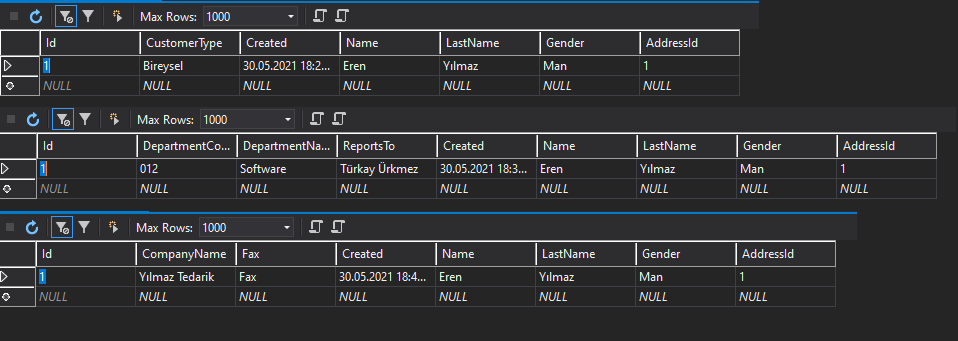 Max Rows: 1000
Id CustomerType Created Name LastName Gender AddressId
1 Bireysel 30.05.2021 18:2... Eren Yılmaz Man 1
NULL NULL NULL NULL NULL NULL NULL
Max Rows: 1000
Id DepartmentCo... DepartmentNa... ReportsTo Created Name LastName Gender AddressId
1 012 Software Türkay Ürkmez 30.05.2021 18:3... Eren Yılmaz Man 1
NULL NULL NULL NULL NULL NULL NULL NULL NULL
Max Rows: 1000
Id CompanyName Fax Created Name LastName Gender AddressId
1 Yılmaz Tedarik Fax 30.05.2021 18:4... Eren Yılmaz Man 1
NULL NULL NULL NULL NULL NULL NULL NULL